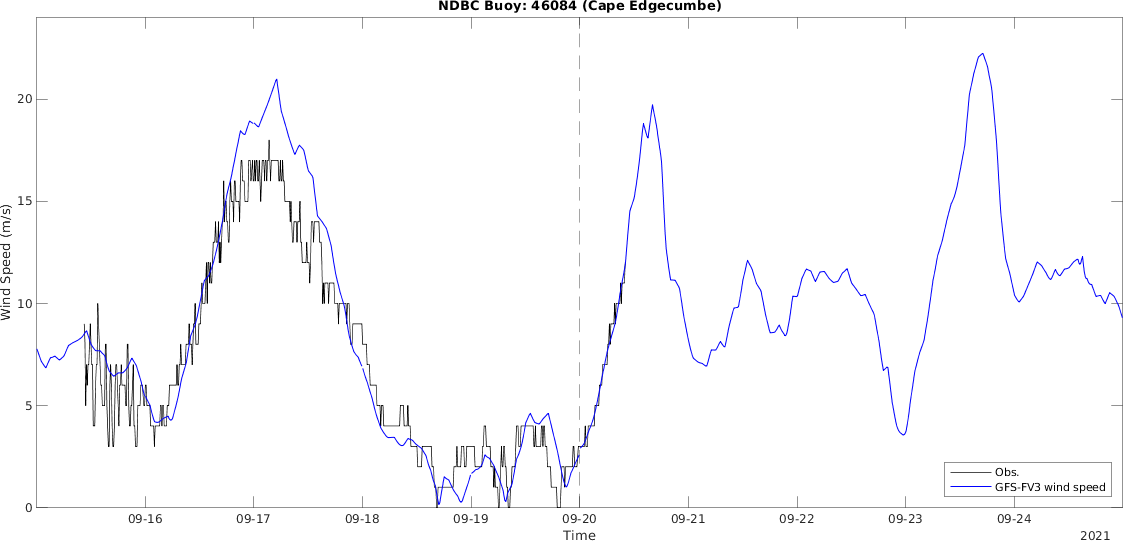 NDBC Buoy: 46084 (Cape Edgecumbe)
Wind Speed (m/s)
20
15
10
5
0
09-16 09-17 09-18 09-19 09-20 09-21 09-22 09-23 09-24
Time
2021
Obs.
GFS-FV3 wind speed